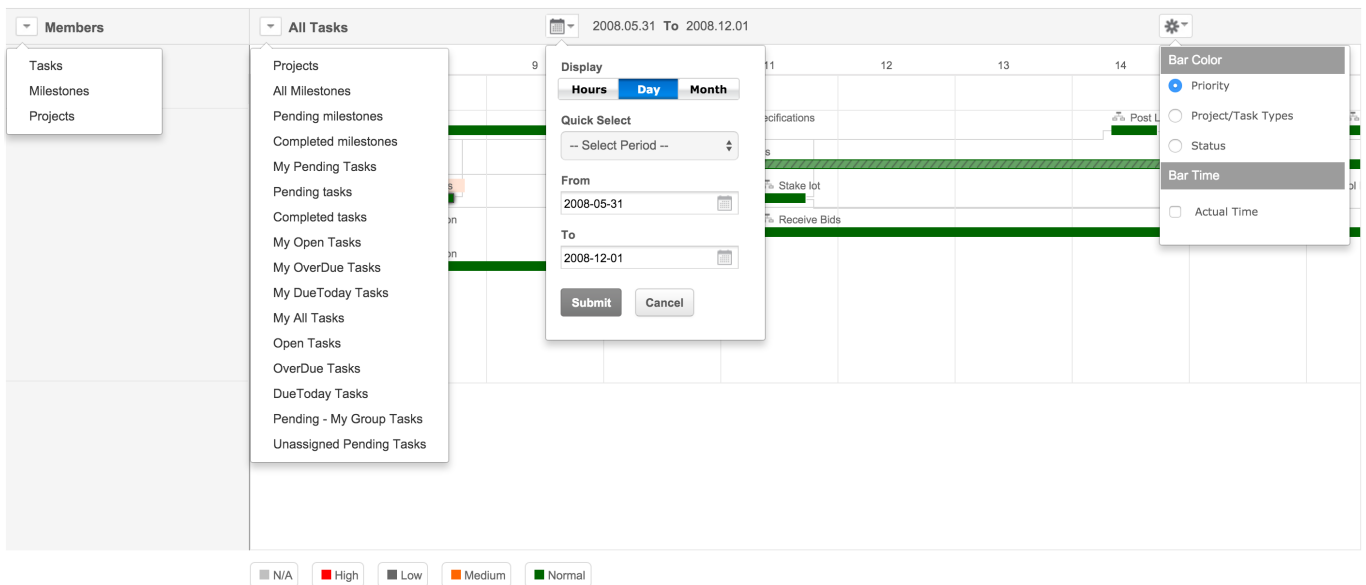 Members
All Tasks
2008.05.31 To 2008.12.01
Tasks
Milestones
Projects
Projects
All Milestones
Pending milestones
Completed milestones
My Pending Tasks
Pending tasks
Completed tasks
My Open Tasks
My OverDue Tasks
My DueToday Tasks
My All Tasks
Open Tasks
OverDue Tasks
DueToday Tasks
Pending - My Group Tasks
Unassigned Pending Tasks
9
11
12
13
14
Display
Hours Day Month
Quick Select
-- Select Period --
From
2008-05-31
To
2008-12-01
Submit Cancel
ecifications
Post L
s
s
Stake lot
on
Receive Bids
on
Bar Color
Priority
Project/Task Types
Status
Bar Time
Actual Time
N/A High Low Medium Normal